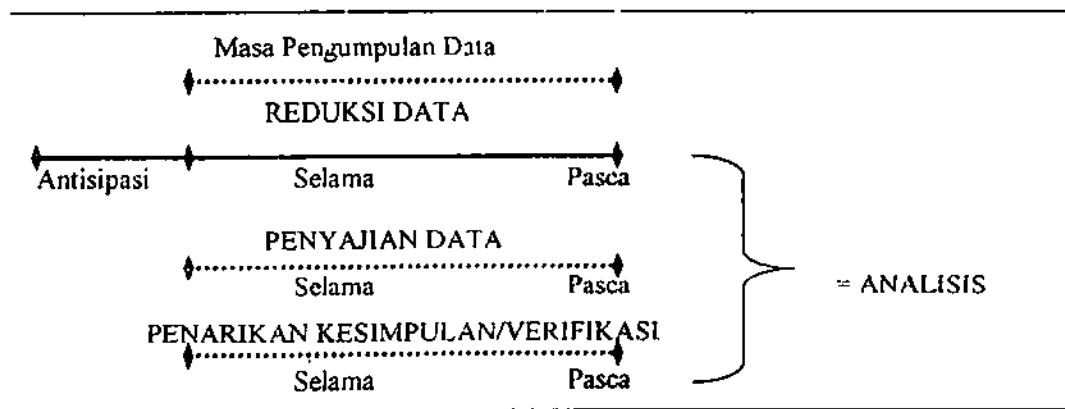 Masa Pengumpulan Data
REDUKSI DATA
Antisipasi Selama Pasca
PENYAJIAN DATA
Selama Pasca
= ANALISIS
PENARIKAN KESIMPULAN/VERIFIKASI
Selama Pasca